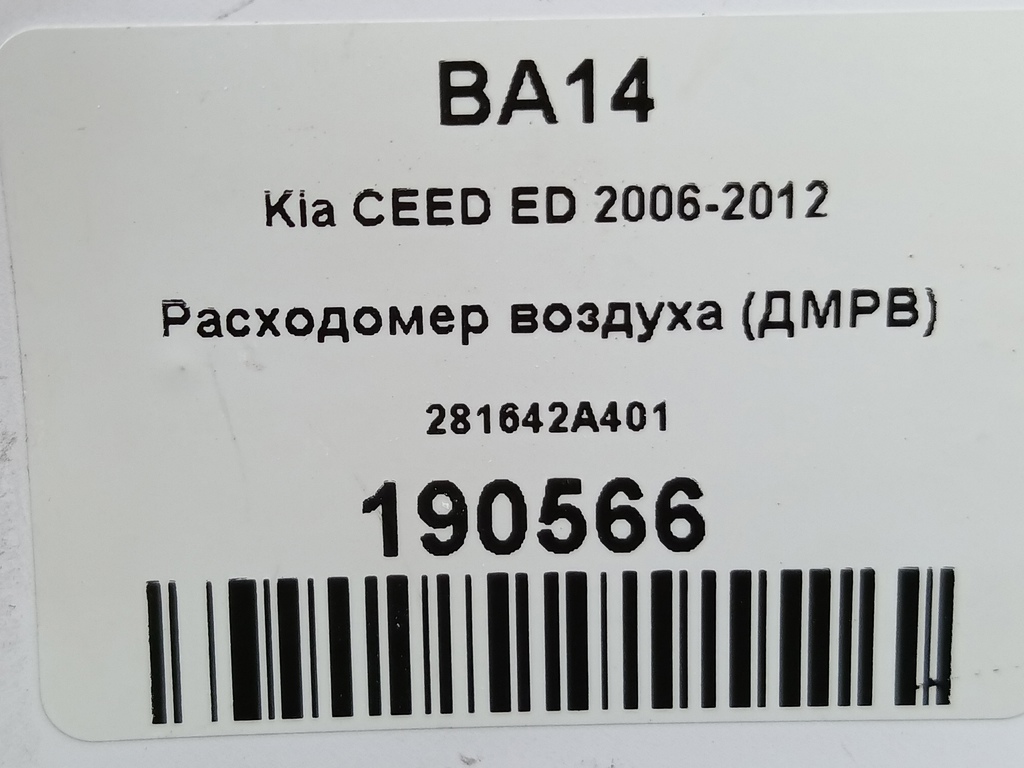 BA14
Kia CEED ED 2006-2012
Расходомер воздуха (ДМРВ)
281642A401
190566